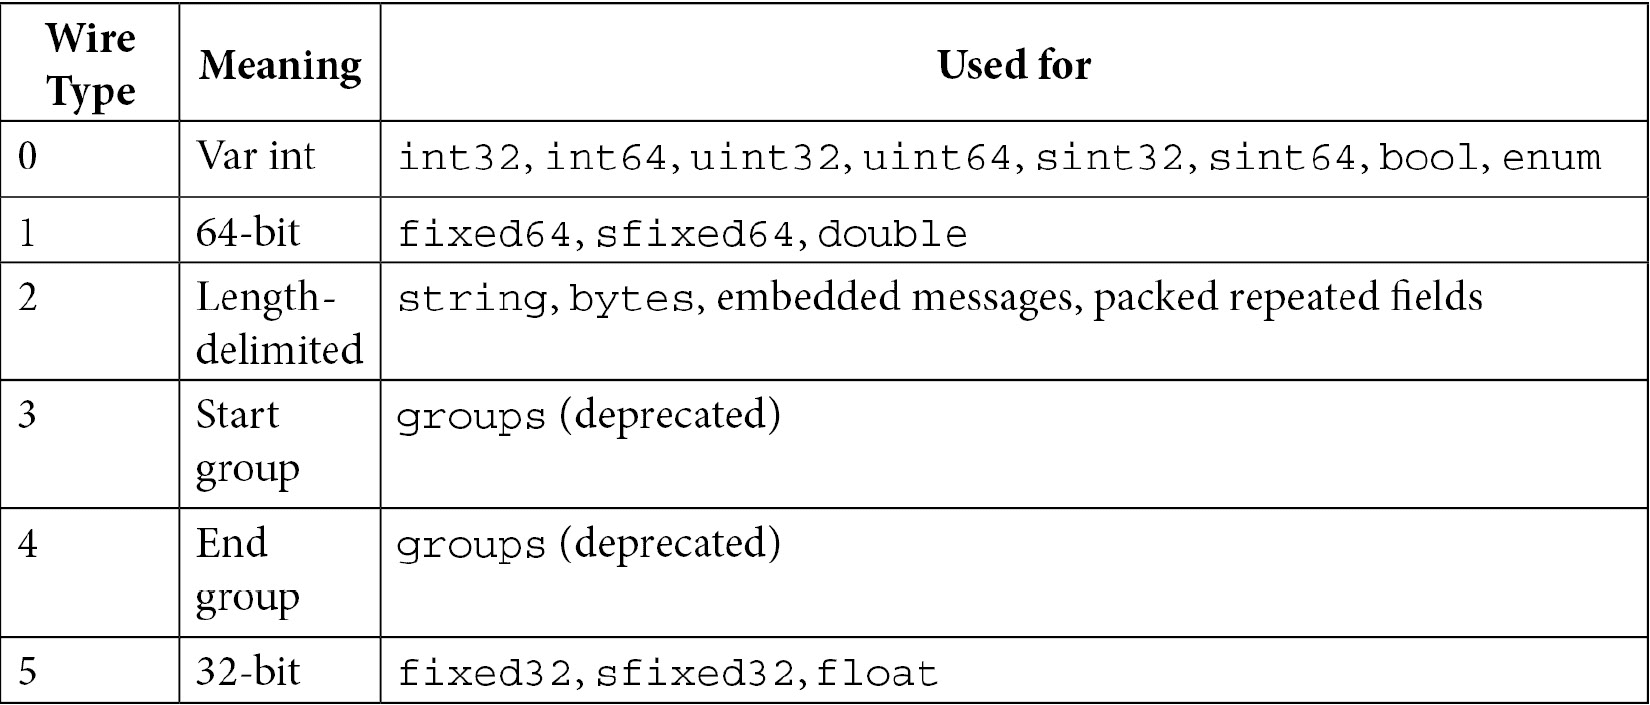 Wire Type Meaning Used for
0 Var int int32, int64, uint32, uint64, sint32, sint64, bool, enum
1 64-bit fixed64, sfixed64, double
2 Length-delimited string, bytes, embedded messages, packed repeated fields
3 Start group groups (deprecated)
4 End group groups (deprecated)
5 32-bit fixed32, sfixed32, float